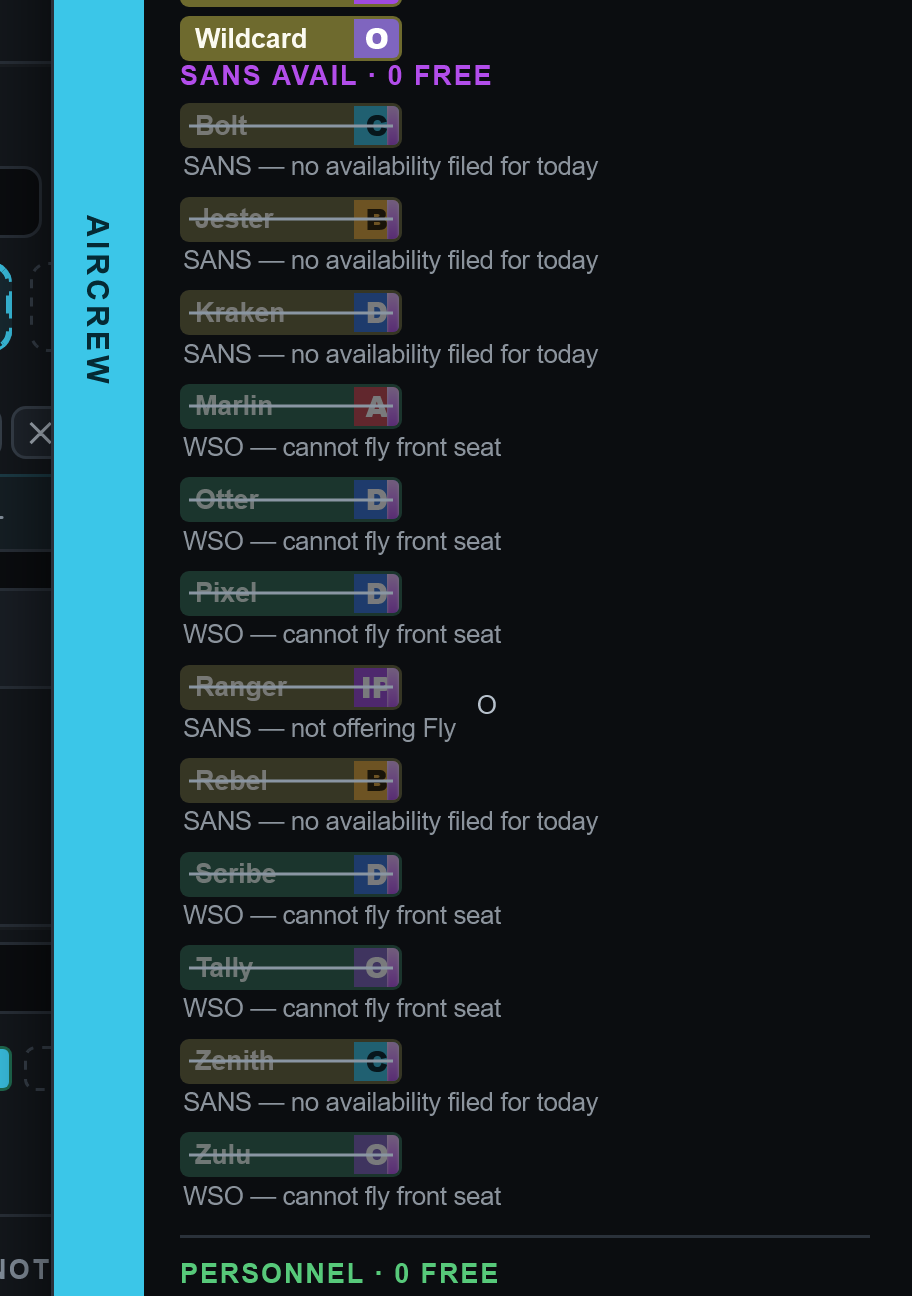 Wildcard O
SANS AVAIL · 0 FREE
Bolt C
SANS — no availability filed for today
Jester B
SANS — no availability filed for today
Kraken D
SANS — no availability filed for today
Marlin A
WSO — cannot fly front seat
Otter D
WSO — cannot fly front seat
Pixel D
WSO — cannot fly front seat
Ranger IP
O
SANS — not offering Fly
Rebel B
SANS — no availability filed for today
Scribe D
WSO — cannot fly front seat
Tally O
WSO — cannot fly front seat
Zenith C
SANS — no availability filed for today
Zulu O
WSO — cannot fly front seat
PERSONNEL · 0 FREE
AIRCREW
NOT